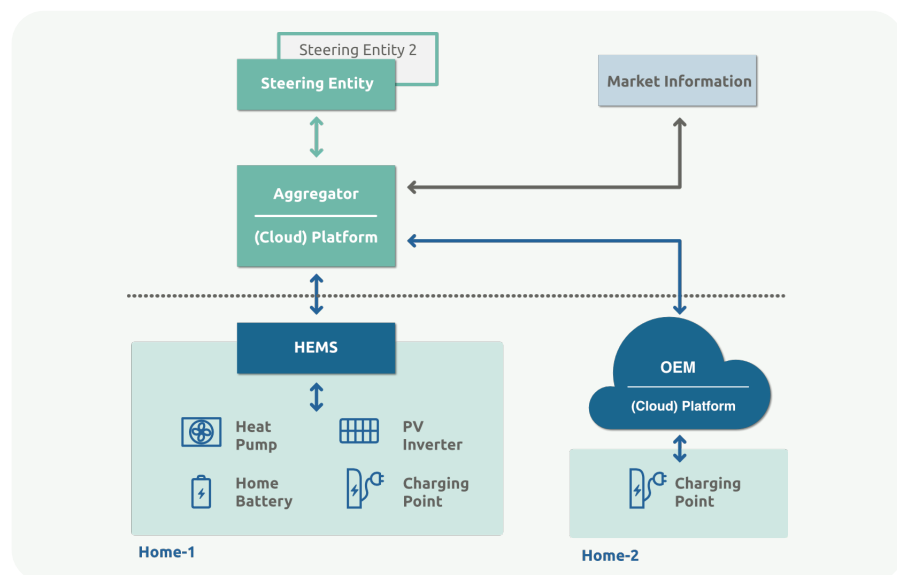 Steering Entity 2
Steering Entity
Market Information
Aggregator
(Cloud) Platform
HEMS
OEM
(Cloud) Platform
Heat
Pump
PV
Inverter
Home
Battery
Charging
Point
Charging
Point
Home-1
Home-2